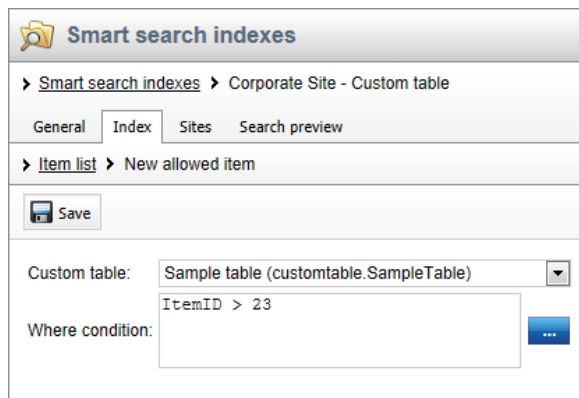 Smart search indexes
Smart search indexes Corporate Site - Custom table
General Index Sites Search preview
Item list New allowed item
Save
Custom table: Sample table (customtable.SampleTable)
ItemID > 23
Where condition: ...